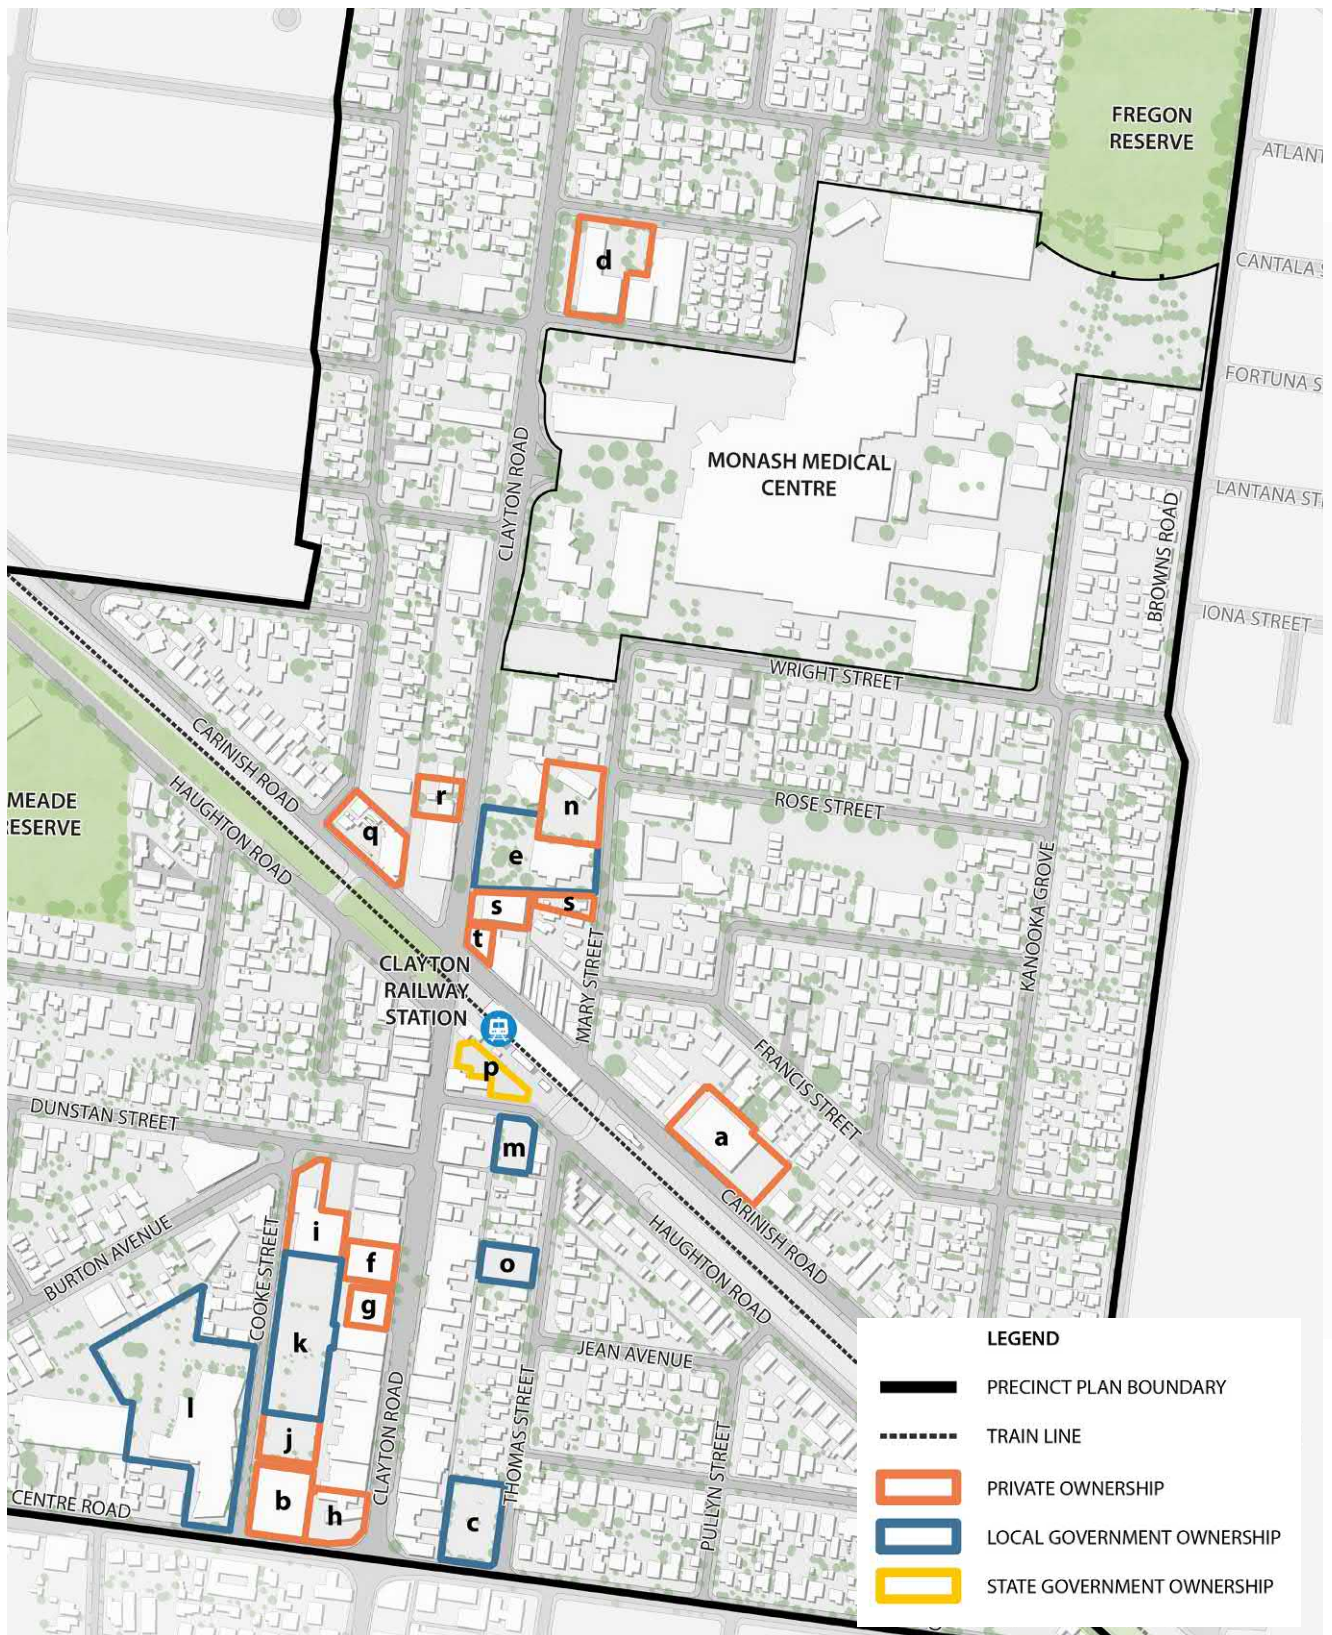 FREGON
RESERVE
ATLANT
CANTALA S
d
FORTUNA S
CLAYTON ROAD
MONASH MEDICAL
CENTRE
LANTANA ST
BROWNS ROAD
IONA STREET
WRIGHT STREET
CARINISH ROAD
HAUGHTON ROAD
MEADE
RESERVE
r
q
n
e
ROSE STREET
KANOOKA GROVE
s
s
t
CLAYTON
RAILWAY
STATION
MARY STREET
p
FRANCIS STREET
DUNSTAN STREET
m
a
CARINISH ROAD
HAUGHTON ROAD
BURTON AVENUE
COOKE STREET
i
f
o
g
k
JEAN AVENUE
l
j
CLAYTON ROAD
THOMAS STREET
PULLYN STREET
CENTRE ROAD
b
h
c
LEGEND
PRECINCT PLAN BOUNDARY
TRAIN LINE
PRIVATE OWNERSHIP
LOCAL GOVERNMENT OWNERSHIP
STATE GOVERNMENT OWNERSHIP